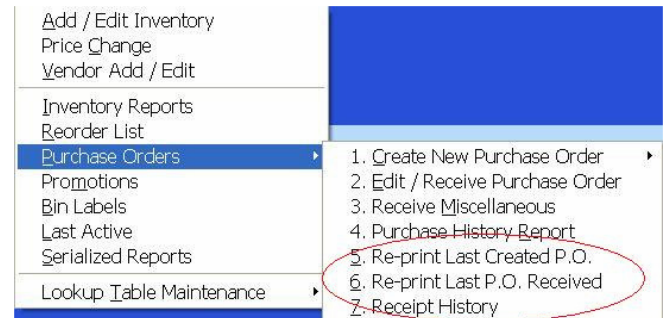 Add / Edit Inventory
Price Change
Vendor Add / Edit
Inventory Reports
Reorder List
Purchase Orders
Promotions
Bin Labels
Last Active
Serialized Reports
Lookup Table Maintenance
1. Create New Purchase Order
2. Edit / Receive Purchase Order
3. Receive Miscellaneous
4. Purchase History Report
5. Re-print Last Created P.O.
6. Re-print Last P.O. Received
7. Receipt History